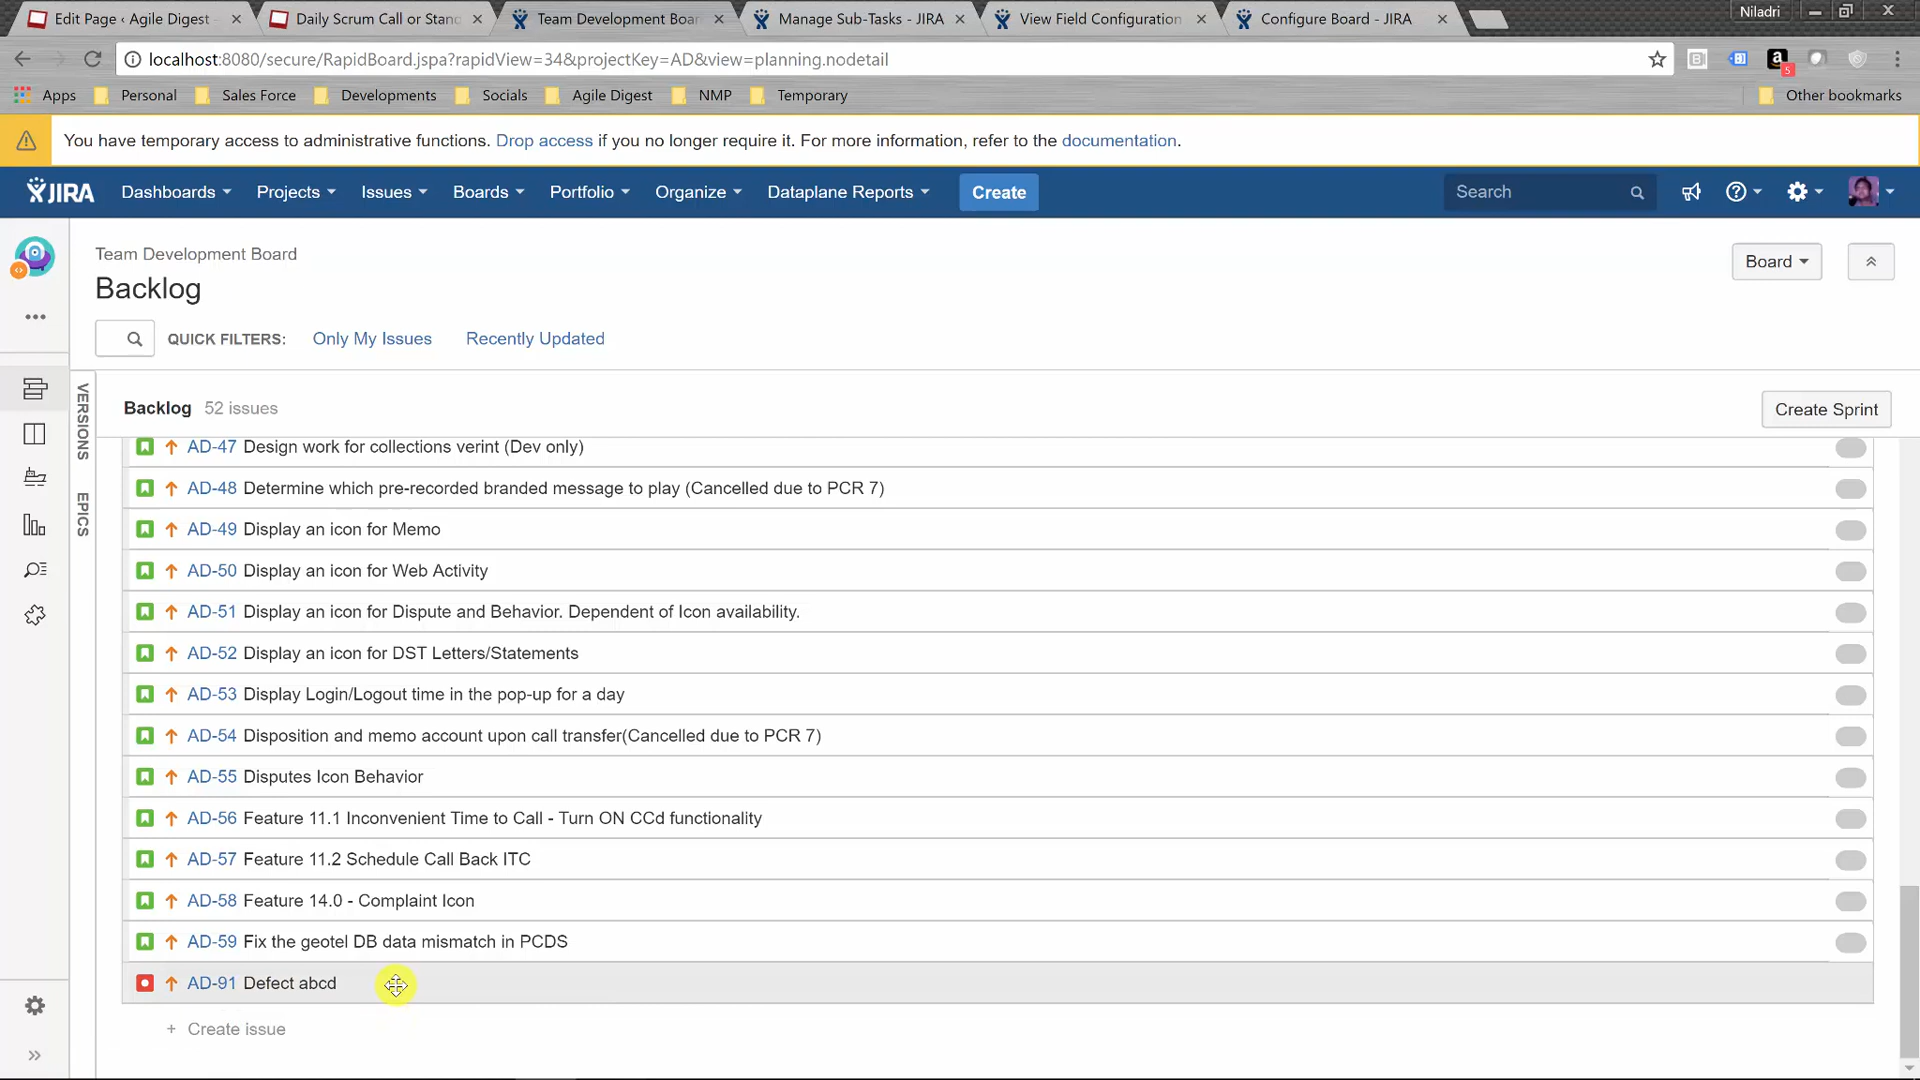 Edit Page ‹ Agile Digest
Daily Scrum Call or Stanc
Team Development Boar
Manage Sub-Tasks - JIRA
View Field Configuration
Configure Board - JIRA
Niladri
localhost:8080/secure/RapidBoard.jspa?rapidView=34&projectKey=AD&view=planning.nodetail
5
Apps
Personal
Sales Force
Developments
Socials
Agile Digest
NMP
Temporary
Other bookmarks
You have temporary access to administrative functions. Drop access if you no longer require it. For more information, refer to the documentation.
JIRA
Dashboards
Projects
Issues
Boards
Portfolio
Organize
Dataplane Reports
Create
Search
Team Development Board
Board
Backlog
QUICK FILTERS:
Only My Issues
Recently Updated
VERSIONS
EPICS
Backlog 52 issues
Create Sprint
AD-47 Design work for collections verint (Dev only)
AD-48 Determine which pre-recorded branded message to play (Cancelled due to PCR 7)
AD-49 Display an icon for Memo
AD-50 Display an icon for Web Activity
AD-51 Display an icon for Dispute and Behavior. Dependent of Icon availability.
AD-52 Display an icon for DST Letters/Statements
AD-53 Display Login/Logout time in the pop-up for a day
AD-54 Disposition and memo account upon call transfer(Cancelled due to PCR 7)
AD-55 Disputes Icon Behavior
AD-56 Feature 11.1 Inconvenient Time to Call - Turn ON CCd functionality
AD-57 Feature 11.2 Schedule Call Back ITC
AD-58 Feature 14.0 - Complaint Icon
AD-59 Fix the geotel DB data mismatch in PCDS
AD-91 Defect abcd
+ Create issue